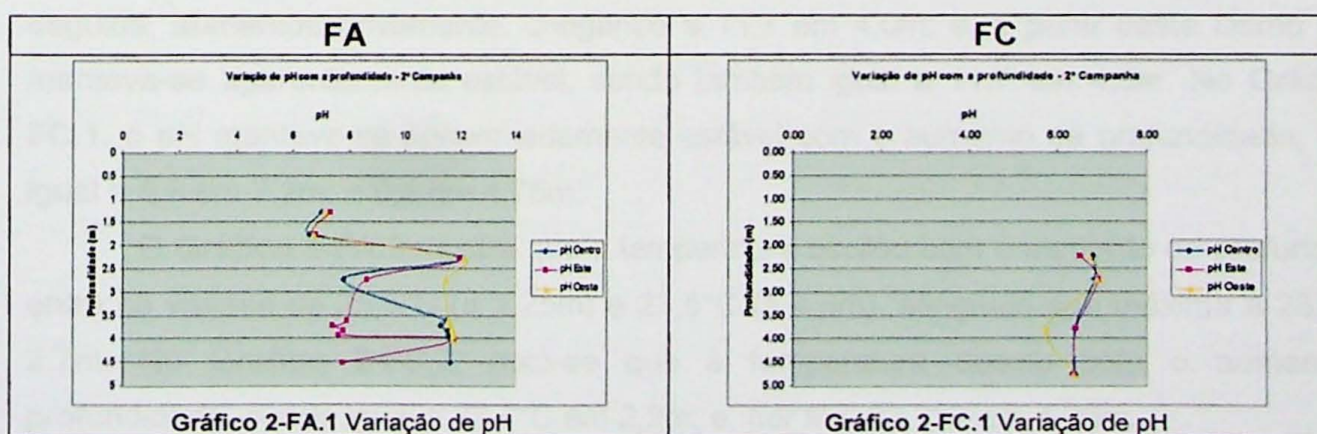 FA
FC
Variação de pH com a profundidade - 2ª Campanha
pH
0 2 10 12 14
Profundidade (m)
0
0.5
1
1.5
2
2.5
3
3.5
4
4.5
5
pH Centro
pH Este
pH Oeste
Gráfico 2-FA.1 Variação de pH
Variação de pH com a profundidade - 2ª Campanha
pH
0.00 2.00 4.00 6.00 8.00
Profundidade (m)
0.00
0.50
1.00
1.50
2.00
2.50
3.00
3.50
4.00
4.50
5.00
pH Centro
pH Este
pH Oeste
Gráfico 2-FC.1 Variação de pH